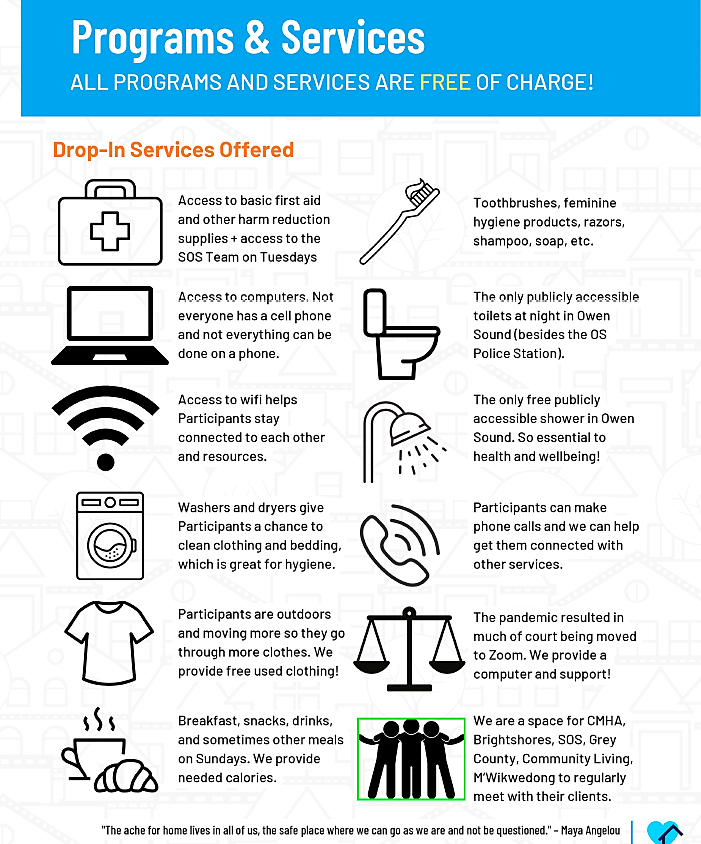 Programs & Services
ALL PROGRAMS AND SERVICES ARE FREE OF CHARGE!
Drop-In Services Offered
Access to basic first aid
and other harm reduction
supplies + access to the
SOS Team on Tuesdays
Toothbrushes, feminine
hygiene products, razors,
shampoo, soap, etc.
Access to computers. Not
everyone has a cell phone
and not everything can be
done on a phone.
The only publicly accessible
toilets at night in Owen
Sound (besides the OS
Police Station).
Access to wifi helps
Participants stay
connected to each other
and resources.
The only free publicly
accessible shower in Owen
Sound. So essential to
health and wellbeing!
Washers and dryers give
Participants a chance to
clean clothing and bedding,
which is great for hygiene.
Participants can make
phone calls and we can help
get them connected with
other services.
Participants are outdoors
and moving more so they go
through more clothes. We
provide free used clothing!
The pandemic resulted in
much of court being moved
to Zoom. We provide a
computer and support!
Breakfast, snacks, drinks,
and sometimes other meals
on Sundays. We provide
needed calories.
We are a space for CMHA,
Brightshores, SOS, Grey
County, Community Living,
M'Wikwedong to regularly
meet with their clients.
"The ache for home lives in all of us, the safe place where we can go as we are and not be questioned." – Maya Angelou